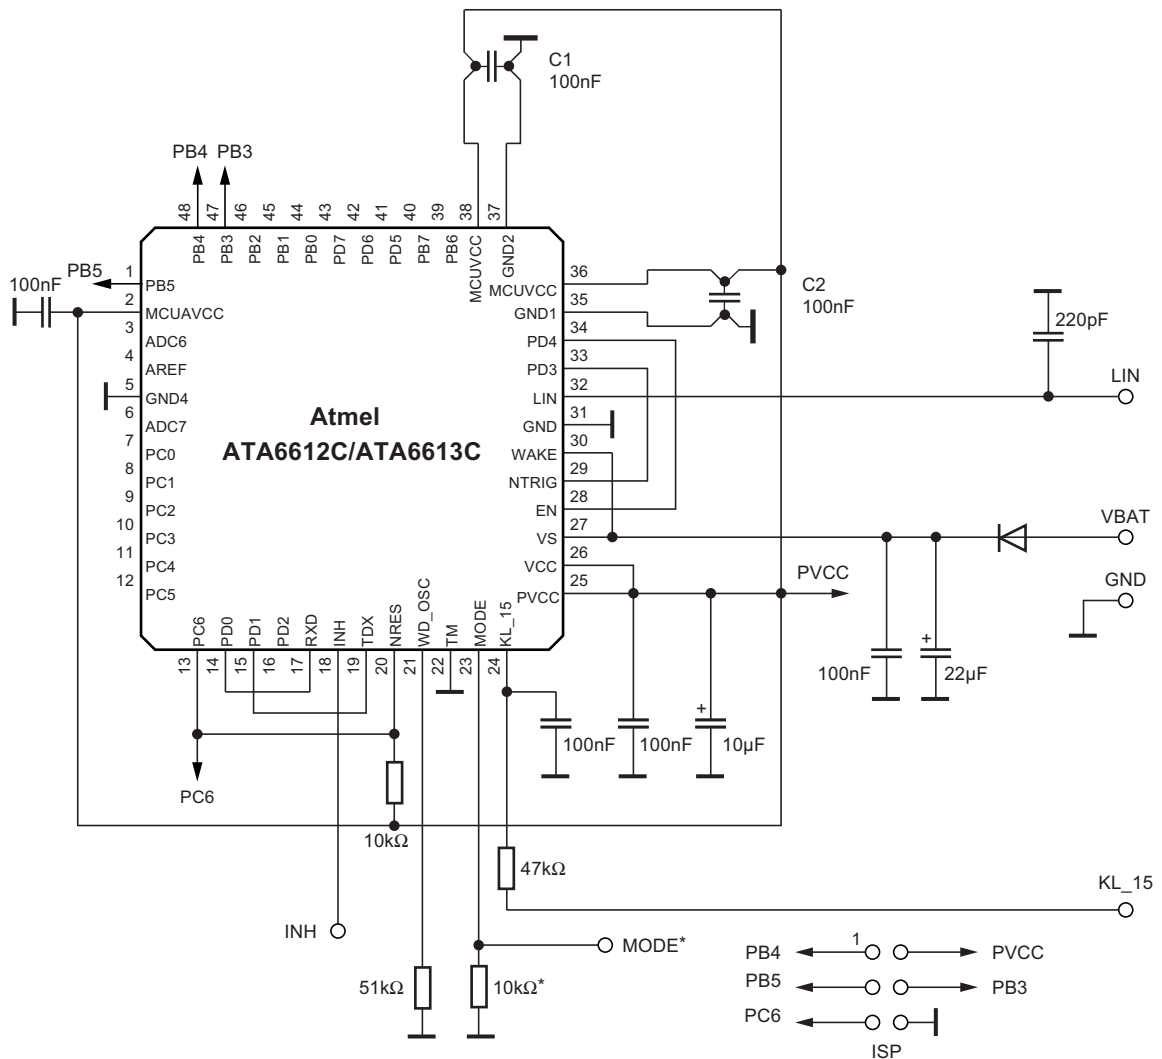 C1
100nF
PB4 PB3
48 47 46 45 44 43 42 41 40 39 38 37
PB4 PB3 PB2 PB1 PB0 PD7 PD6 PD5 PB7 PB6 MCUVCC GND2
100nF
PB5
1 PB5
2 MCUAVCC
3 ADC6
4 AREF
5 GND4
6 ADC7
7 PC0
8 PC1
9 PC2
10 PC3
11 PC4
12 PC5
Atmel
ATA6612C/ATA6613C
MCUVCC 36
GND1 35
PD4 34
PD3 33
LIN 32
GND 31
WAKE 30
NTRIG 29
EN 28
VS 27
VCC 26
PVCC 25
C2
100nF
220pF
LIN
VBAT
PVCC
GND
PC6 PD0 PD1 PD2 RXD INH TDX NRES WD_OSC TM MODE KL_15
13 14 15 16 17 18 19 20 21 22 23 24
100nF
+
22µF
100nF
100nF
+
10µF
PC6
10kΩ
47kΩ
KL_15
INH
MODE*
51kΩ
10kΩ*
PB4 1 PVCC
PB5 PB3
PC6
ISP